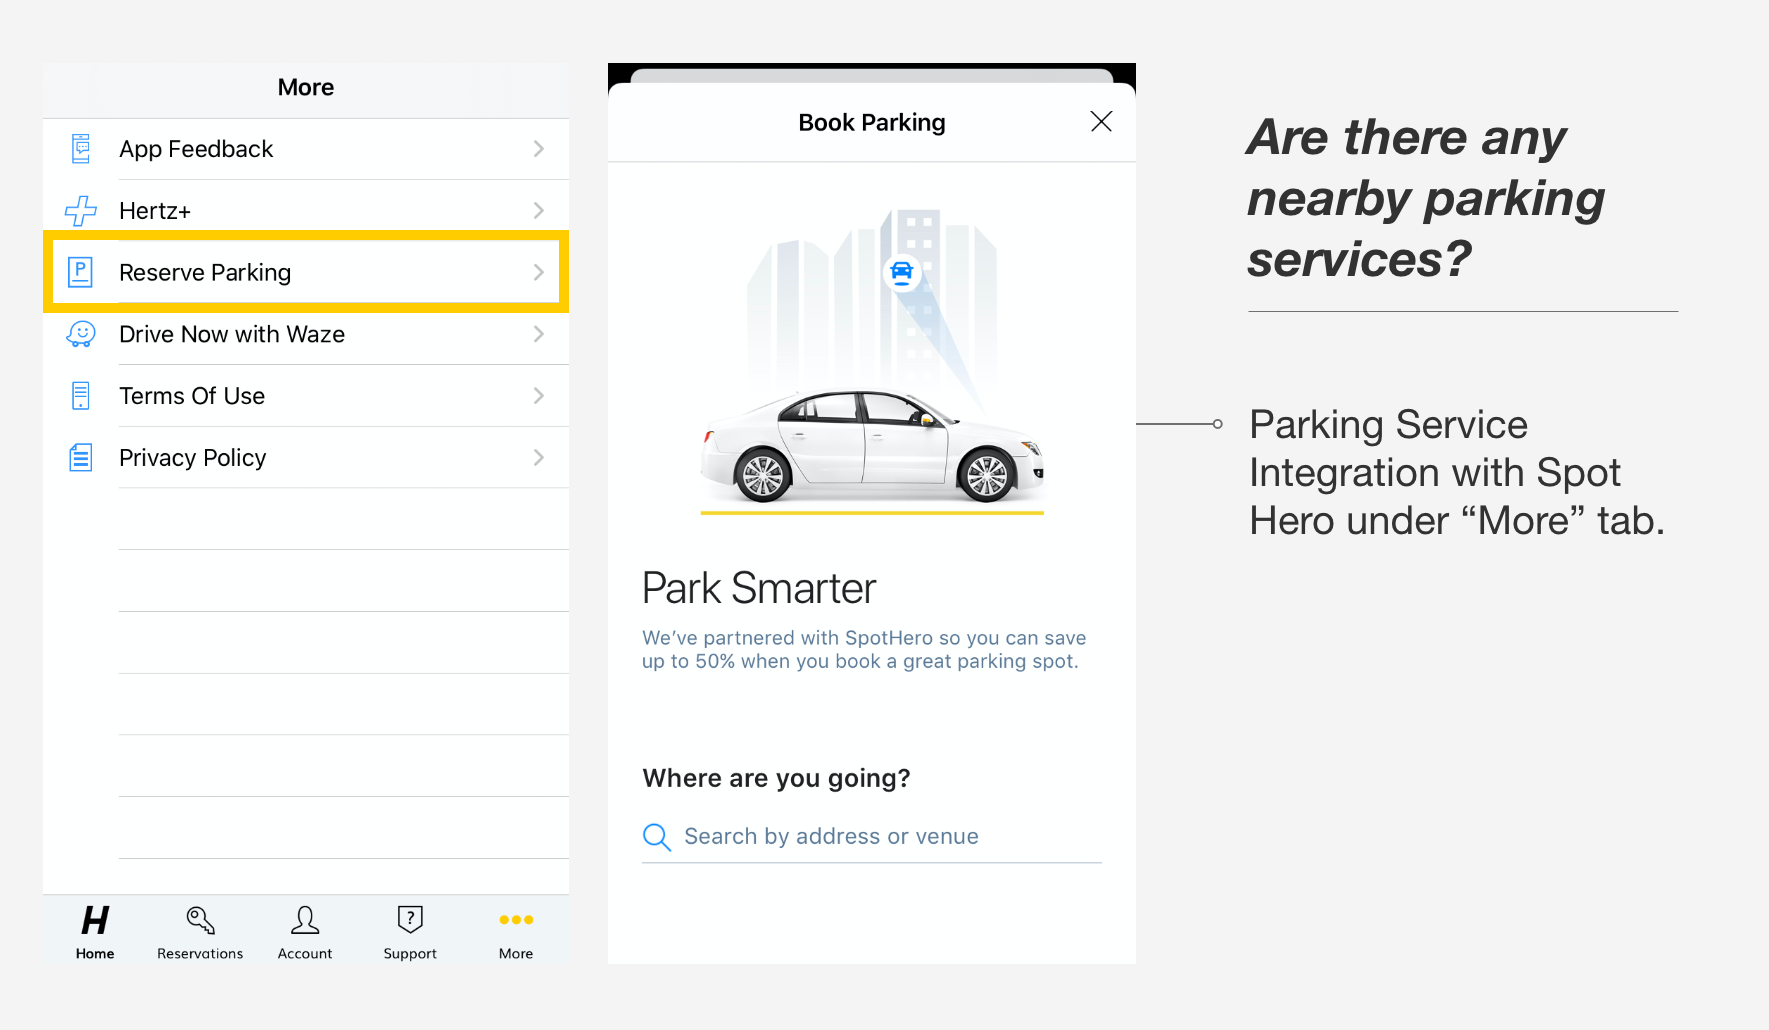 More
App Feedback
Hertz+
P
Reserve Parking
Drive Now with Waze
Terms Of Use
Privacy Policy
H
Home
Reservations
Account
?
Support
More
Book Parking
Park Smarter
We've partnered with SpotHero so you can save
up to 50% when you book a great parking spot.
Where are you going?
Search by address or venue
Are there any
nearby parking
services?
Parking Service
Integration with Spot
Hero under “More” tab.